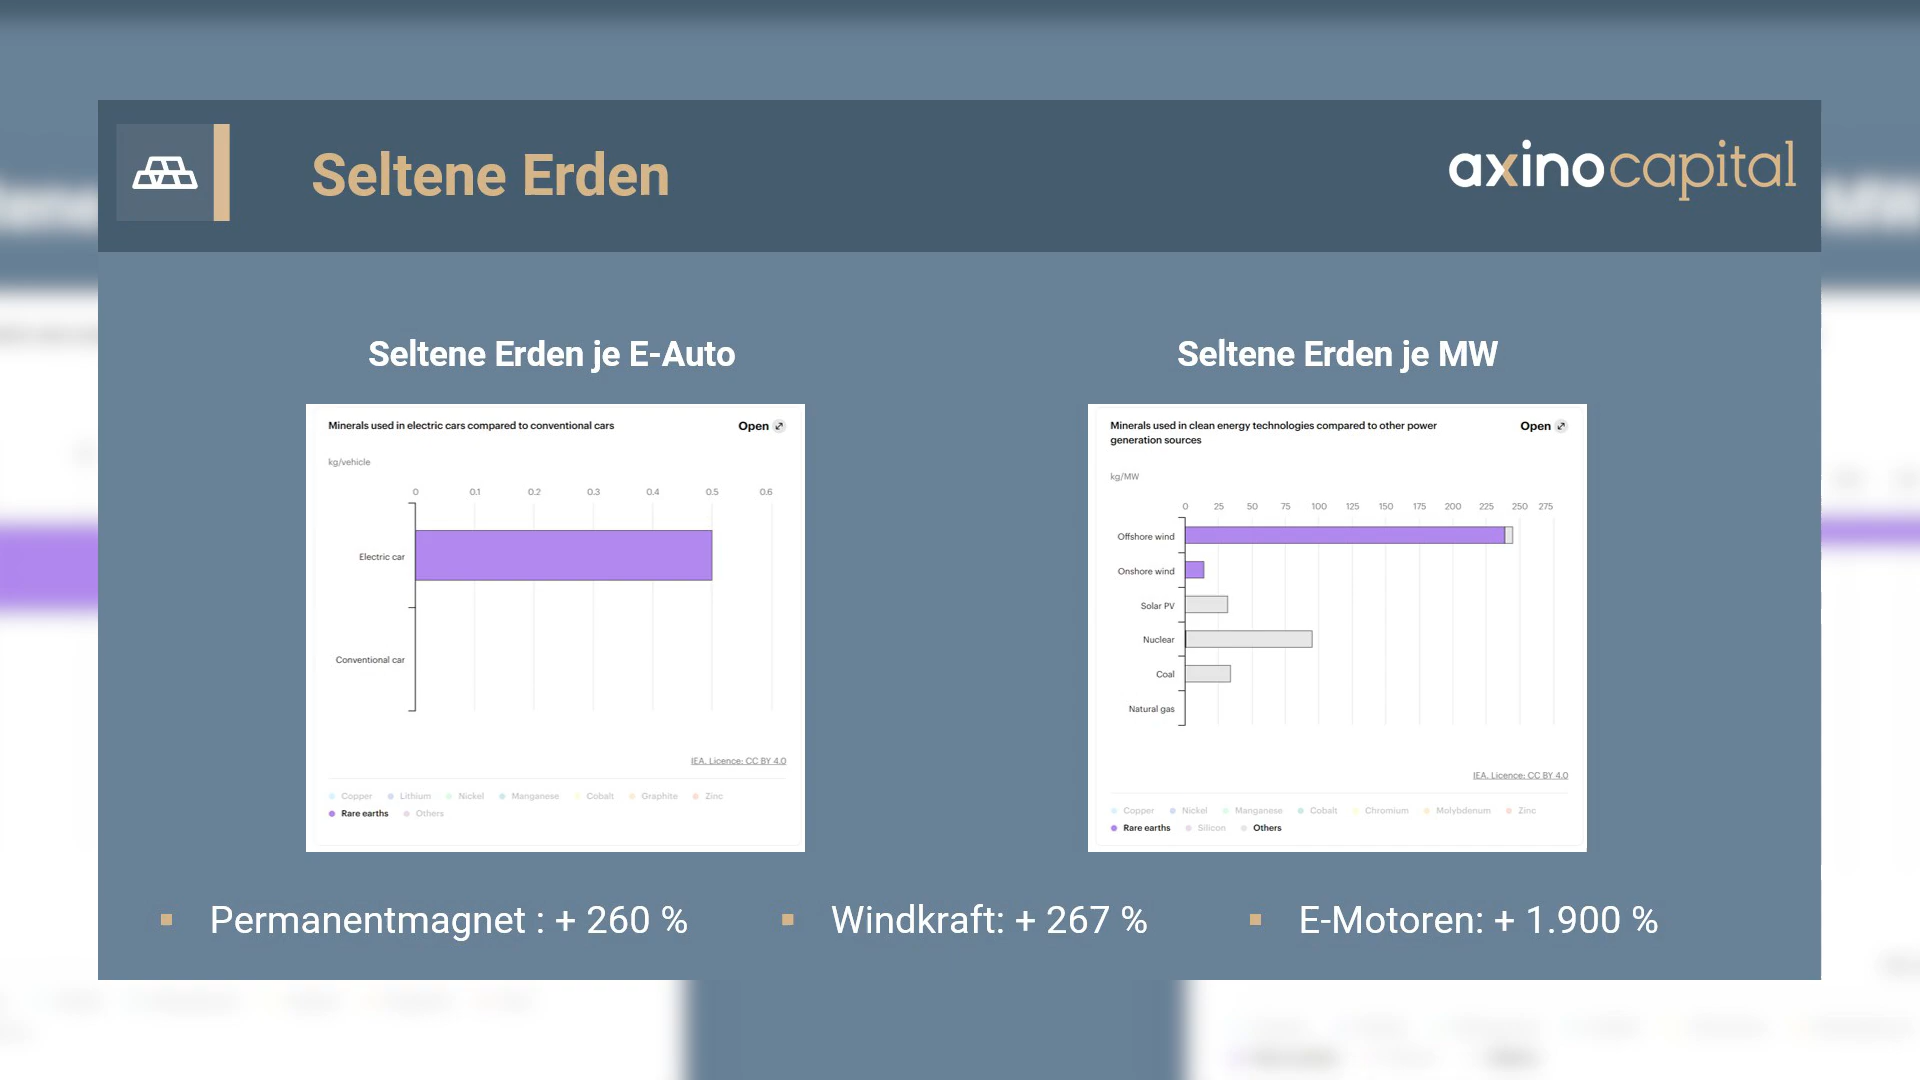 Seltene Erden
axinocapital
Seltene Erden je E-Auto
Minerals used in electric cars compared to conventional cars
Open
kg/vehicle
0 0.1 0.2 0.3 0.4 0.5 0.6
Electric car
Conventional car
IEA. Licence: CC BY 4.0
Copper Lithium Nickel Manganese Cobalt Graphite Zinc
Rare earths Others
Seltene Erden je MW
Minerals used in clean energy technologies compared to other power
generation sources
Open
kg/MW
0 25 50 75 100 125 150 175 200 225 250 275
Offshore wind
Onshore wind
Solar PV
Nuclear
Coal
Natural gas
IEA. Licence: CC BY 4.0
Copper Nickel Manganese Cobalt Chromium Molybdenum Zinc
Rare earths Silicon Others
Permanentmagnet : + 260 %
Windkraft: + 267 %
E-Motoren: + 1.900 %